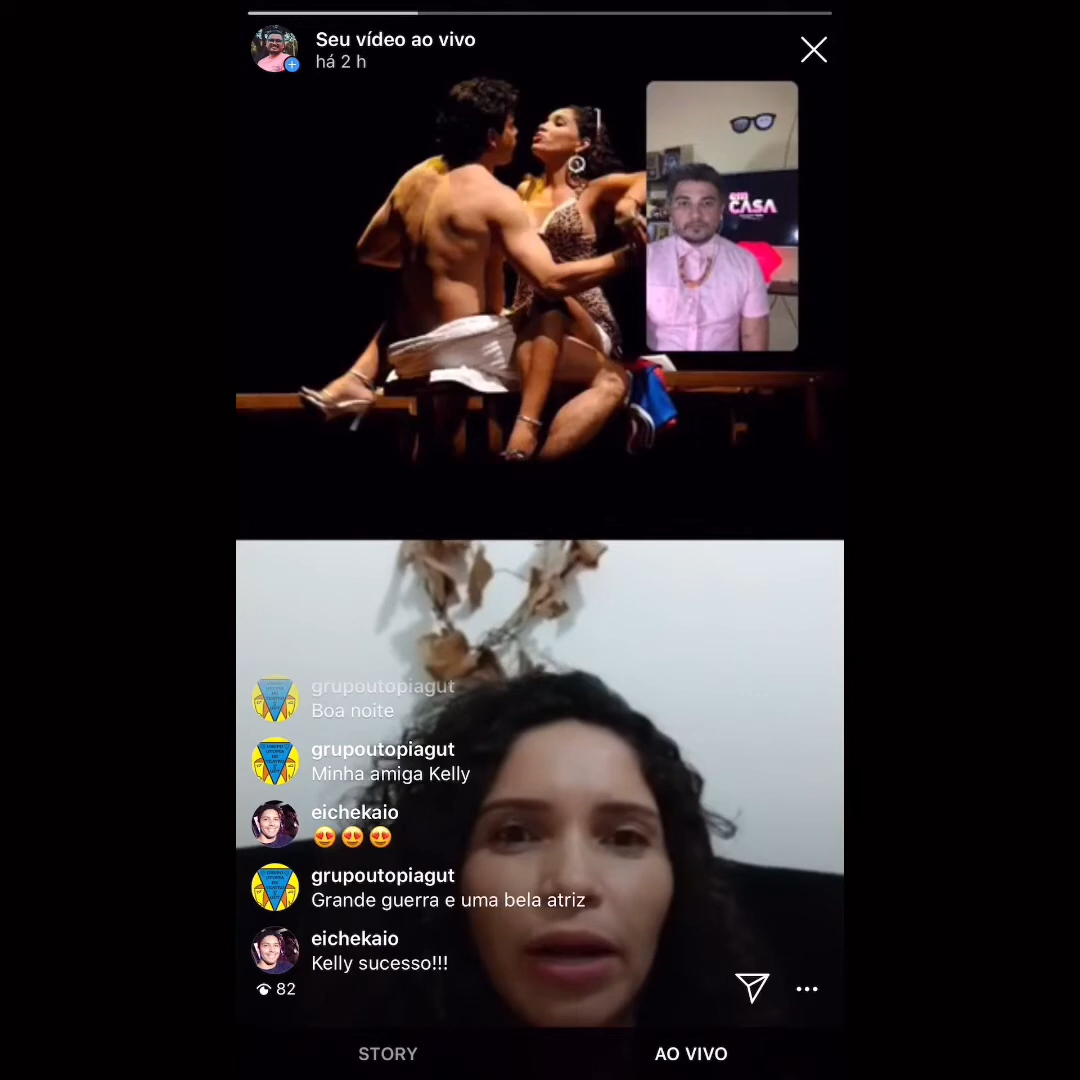 Seu vídeo ao vivo
há 2 h
EM
CASA
grupoutopiagut
Boa noite
grupoutopiagut
Minha amiga Kelly
eichekaio
😍😍😍
grupoutopiagut
Grande guerra e uma bela atriz
eichekaio
Kelly sucesso!!!
82
STORY
AO VIVO